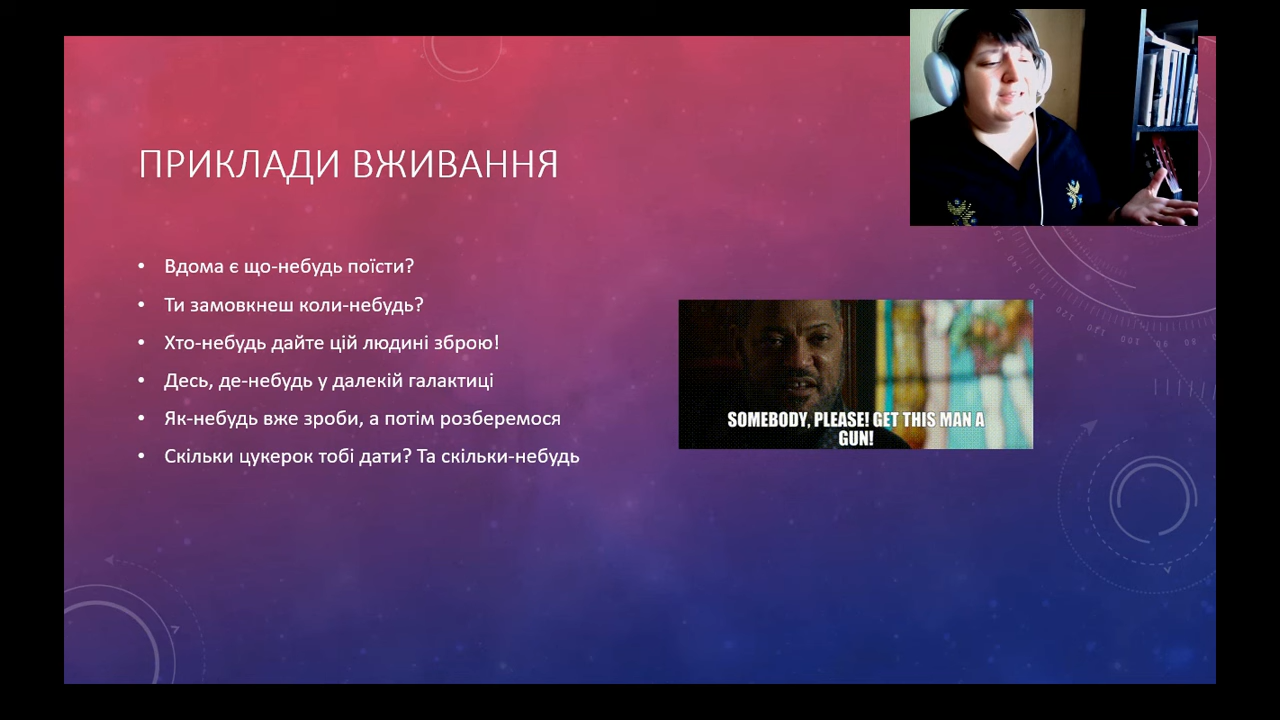 ПРИКЛАДИ ВЖИВАННЯ
• Вдома є що-небудь поїсти?
• Ти замовкнеш коли-небудь?
• Хто-небудь дайте цій людині зброю!
• Десь, де-небудь у далекій галактиці
• Як-небудь вже зроби, а потім розберемося
• Скільки цукерок тобі дати? Та скільки-небудь
SOMEBODY, PLEASE! GET THIS MAN A
GUN!